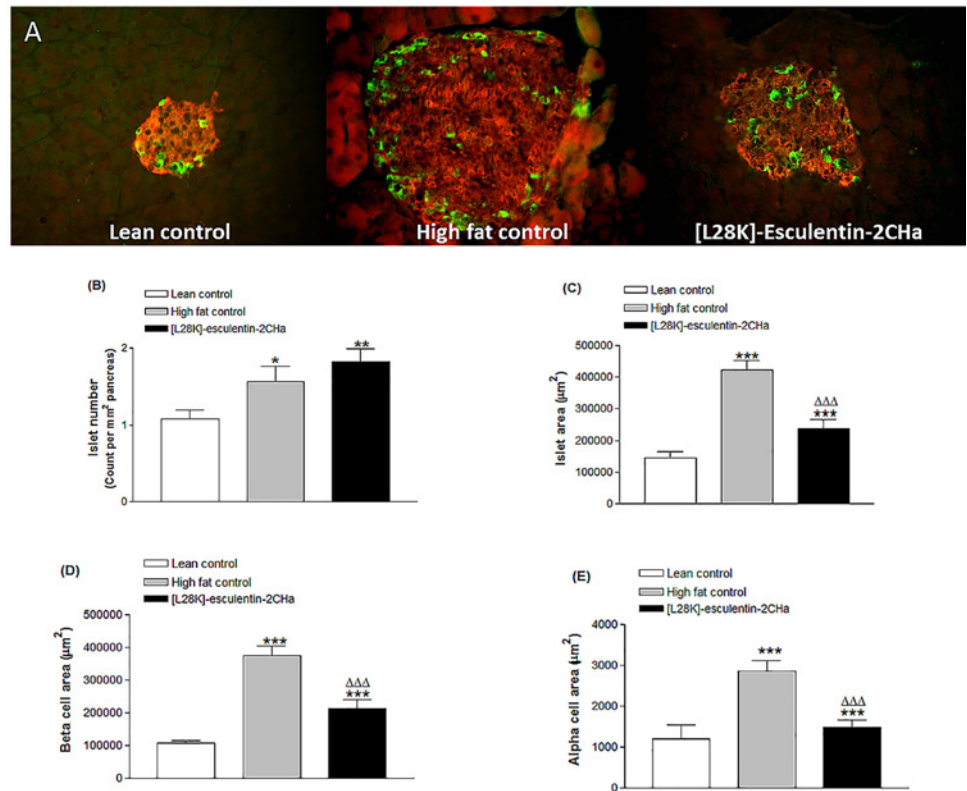 A
Lean control
High fat control
[L28K]-Esculentin-2CHa
(B)
Lean control
High fat control
[L28K]-esculentin-2CHa
Islet number
(Count per mm² pancreas)
2
1
0
*
**
(C)
Lean control
High fat control
[L28K]-esculentin-2CHa
Islet area (µm²)
500000
400000
300000
200000
100000
0
***
ΔΔΔ
***
(D)
Lean control
High fat control
[L28K]-esculentin-2CHa
Beta cell area (µm²)
500000
400000
300000
200000
100000
0
***
ΔΔΔ
***
(E)
Lean control
High fat control
[L28K]-esculentin-2CHa
Alpha cell area (µm²)
4000
3000
2000
1000
0
***
ΔΔΔ
***